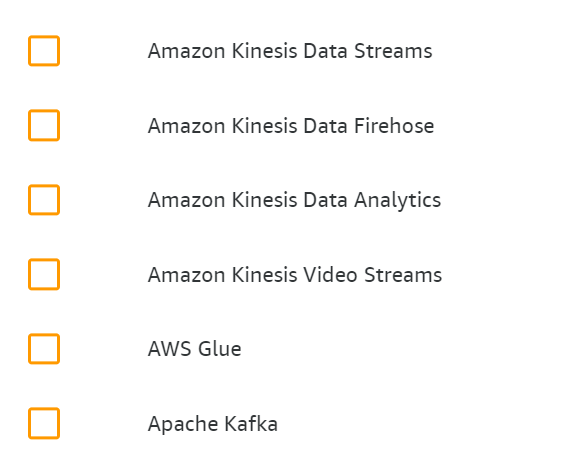 Amazon Kinesis Data Streams
Amazon Kinesis Data Firehose
Amazon Kinesis Data Analytics
Amazon Kinesis Video Streams
AWS Glue
Apache Kafka